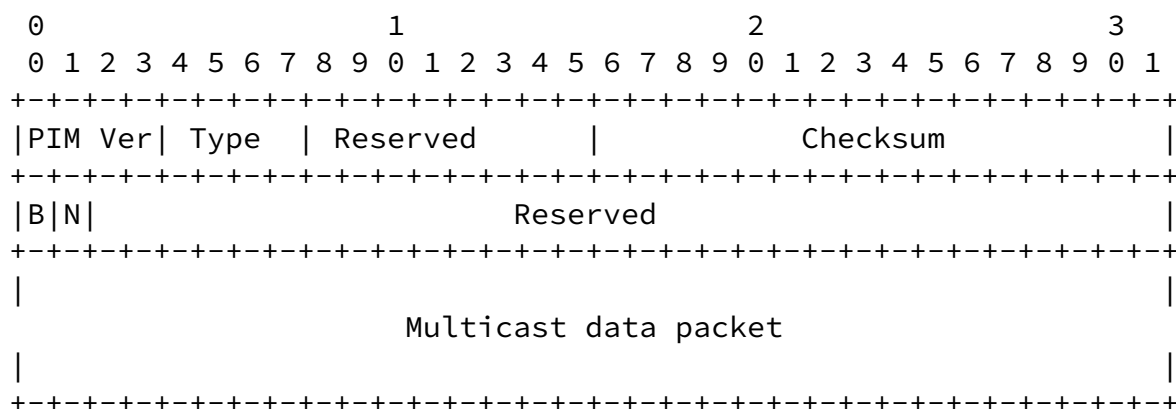 0                   1                   2                   3
 0 1 2 3 4 5 6 7 8 9 0 1 2 3 4 5 6 7 8 9 0 1 2 3 4 5 6 7 8 9 0 1
+-+-+-+-+-+-+-+-+-+-+-+-+-+-+-+-+-+-+-+-+-+-+-+-+-+-+-+-+-+-+-+-+
|PIM Ver| Type  | Reserved      |           Checksum            |
+-+-+-+-+-+-+-+-+-+-+-+-+-+-+-+-+-+-+-+-+-+-+-+-+-+-+-+-+-+-+-+-+
|B|N|                       Reserved                            |
+-+-+-+-+-+-+-+-+-+-+-+-+-+-+-+-+-+-+-+-+-+-+-+-+-+-+-+-+-+-+-+-+
|                                                               |
                      Multicast data packet
|                                                               |
+-+-+-+-+-+-+-+-+-+-+-+-+-+-+-+-+-+-+-+-+-+-+-+-+-+-+-+-+-+-+-+-+